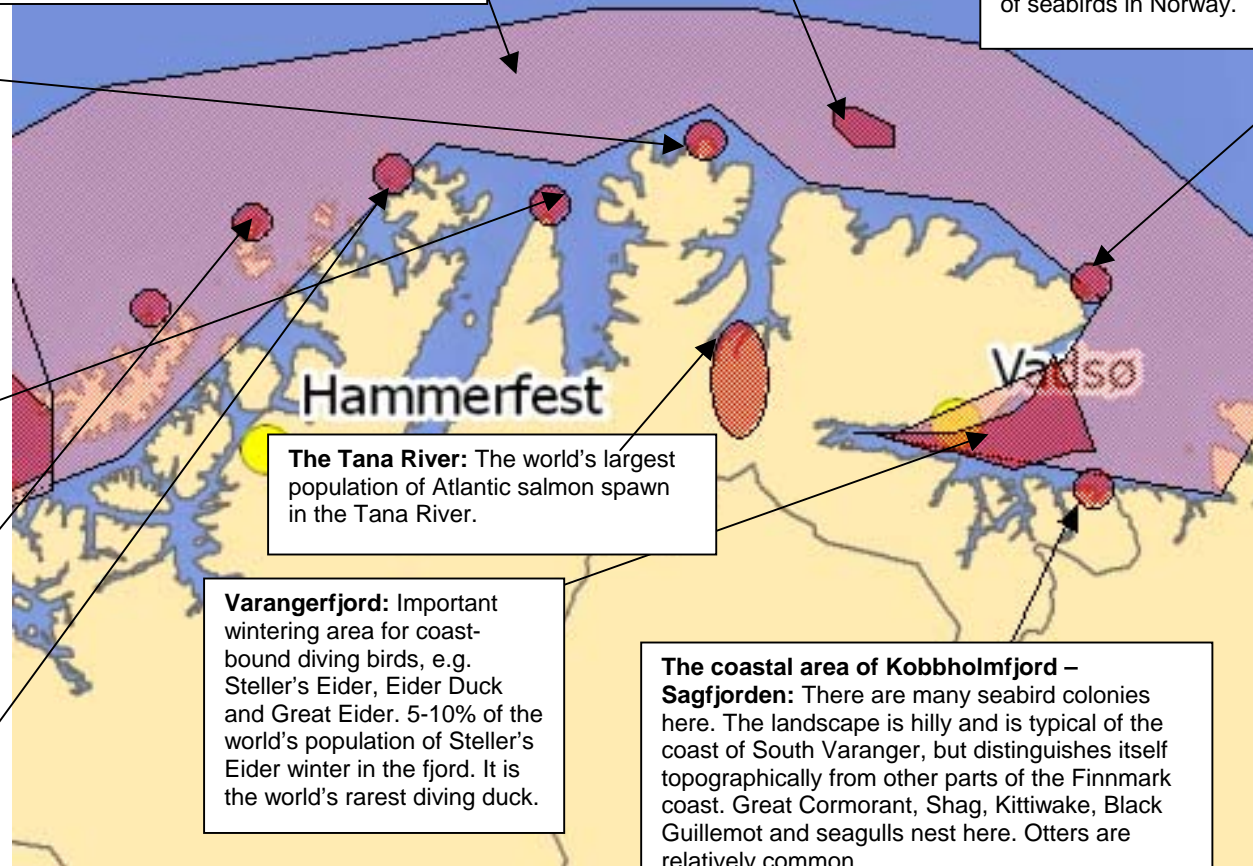 of seabirds in Norway.
Vadsø
Hammerfest
The Tana River: The world's largest
population of Atlantic salmon spawn
in the Tana River.
Varangerfjord: Important
wintering area for coast-
bound diving birds, e.g.
Steller's Eider, Eider Duck
and Great Eider. 5-10% of the
world's population of Steller's
Eider winter in the fjord. It is
the world's rarest diving duck.
The coastal area of Kobbholmfjord –
Sagfjorden: There are many seabird colonies
here. The landscape is hilly and is typical of the
coast of South Varanger, but distinguishes itself
topographically from other parts of the Finnmark
coast. Great Cormorant, Shag, Kittiwake, Black
Guillemot and seagulls nest here. Otters are
relatively common